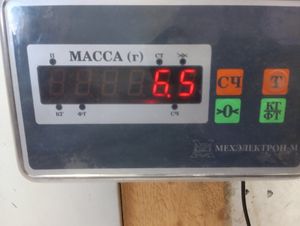 П МАССА (г) СТ Ж
6.5
КГ ФТ СЧ
СЧ Т
>0< КГ ФТ
МЕХЭЛЕКТРОН-М